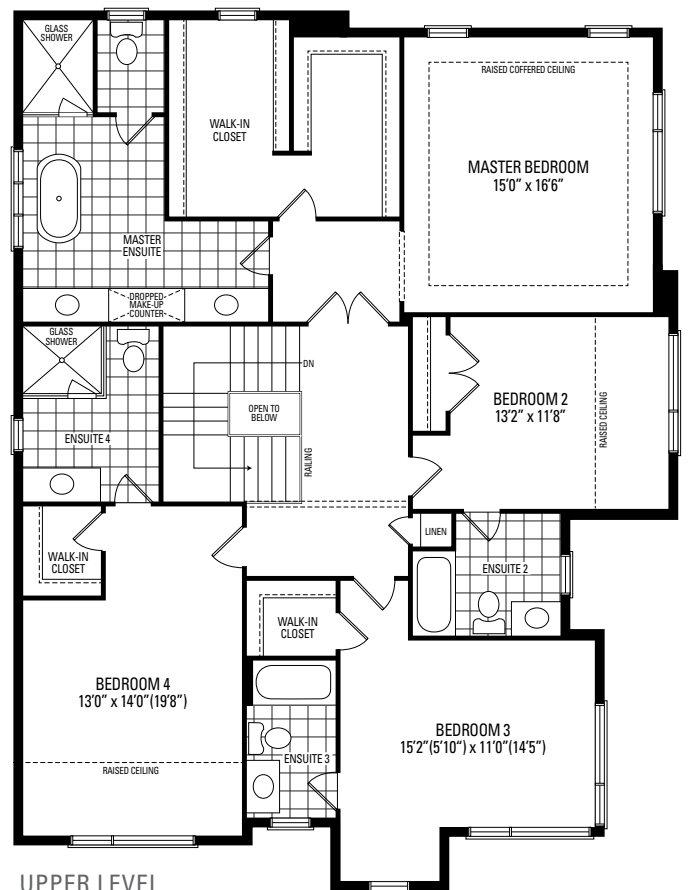 GLASS
SHOWER
RAISED COFFERED CEILING
WALK-IN
CLOSET
MASTER BEDROOM
15'0" x 16'6"
MASTER
ENSUITE
DROPPED
MAKE-UP
COUNTER
GLASS
SHOWER
DN
OPEN TO
BELOW
RAILING
BEDROOM 2
13'2" x 11'8"
RAISED CEILING
ENSUITE 4
LINEN
WALK-IN
CLOSET
ENSUITE 2
WALK-IN
CLOSET
BEDROOM 4
13'0" x 14'0"(19'8")
BEDROOM 3
15'2"(5'10") x 11'0"(14'5")
RAISED CEILING
ENSUITE 3
UPPER LEVEL